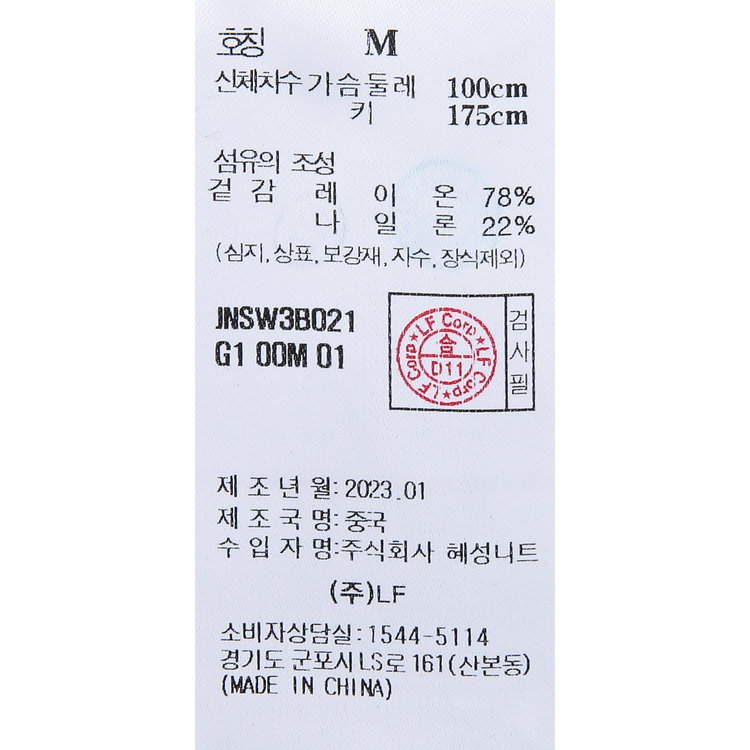 호칭 M
신체치수 가슴둘레 100cm
키 175cm
섬유의 조성
겉감 레이온 78%
나일론 22%
(심지, 상표, 보강재, 자수, 장식제외)
JNSW3B021
G1 00M 01
★LF Corp★LF Corp★LF Corp
合
D11
검사필
제조년월: 2023.01
제조국명: 중국
수입자명: 주식회사 혜성니트
(주)LF
소비자상담실: 1544-5114
경기도 군포시 LS로 161(산본동)
(MADE IN CHINA)